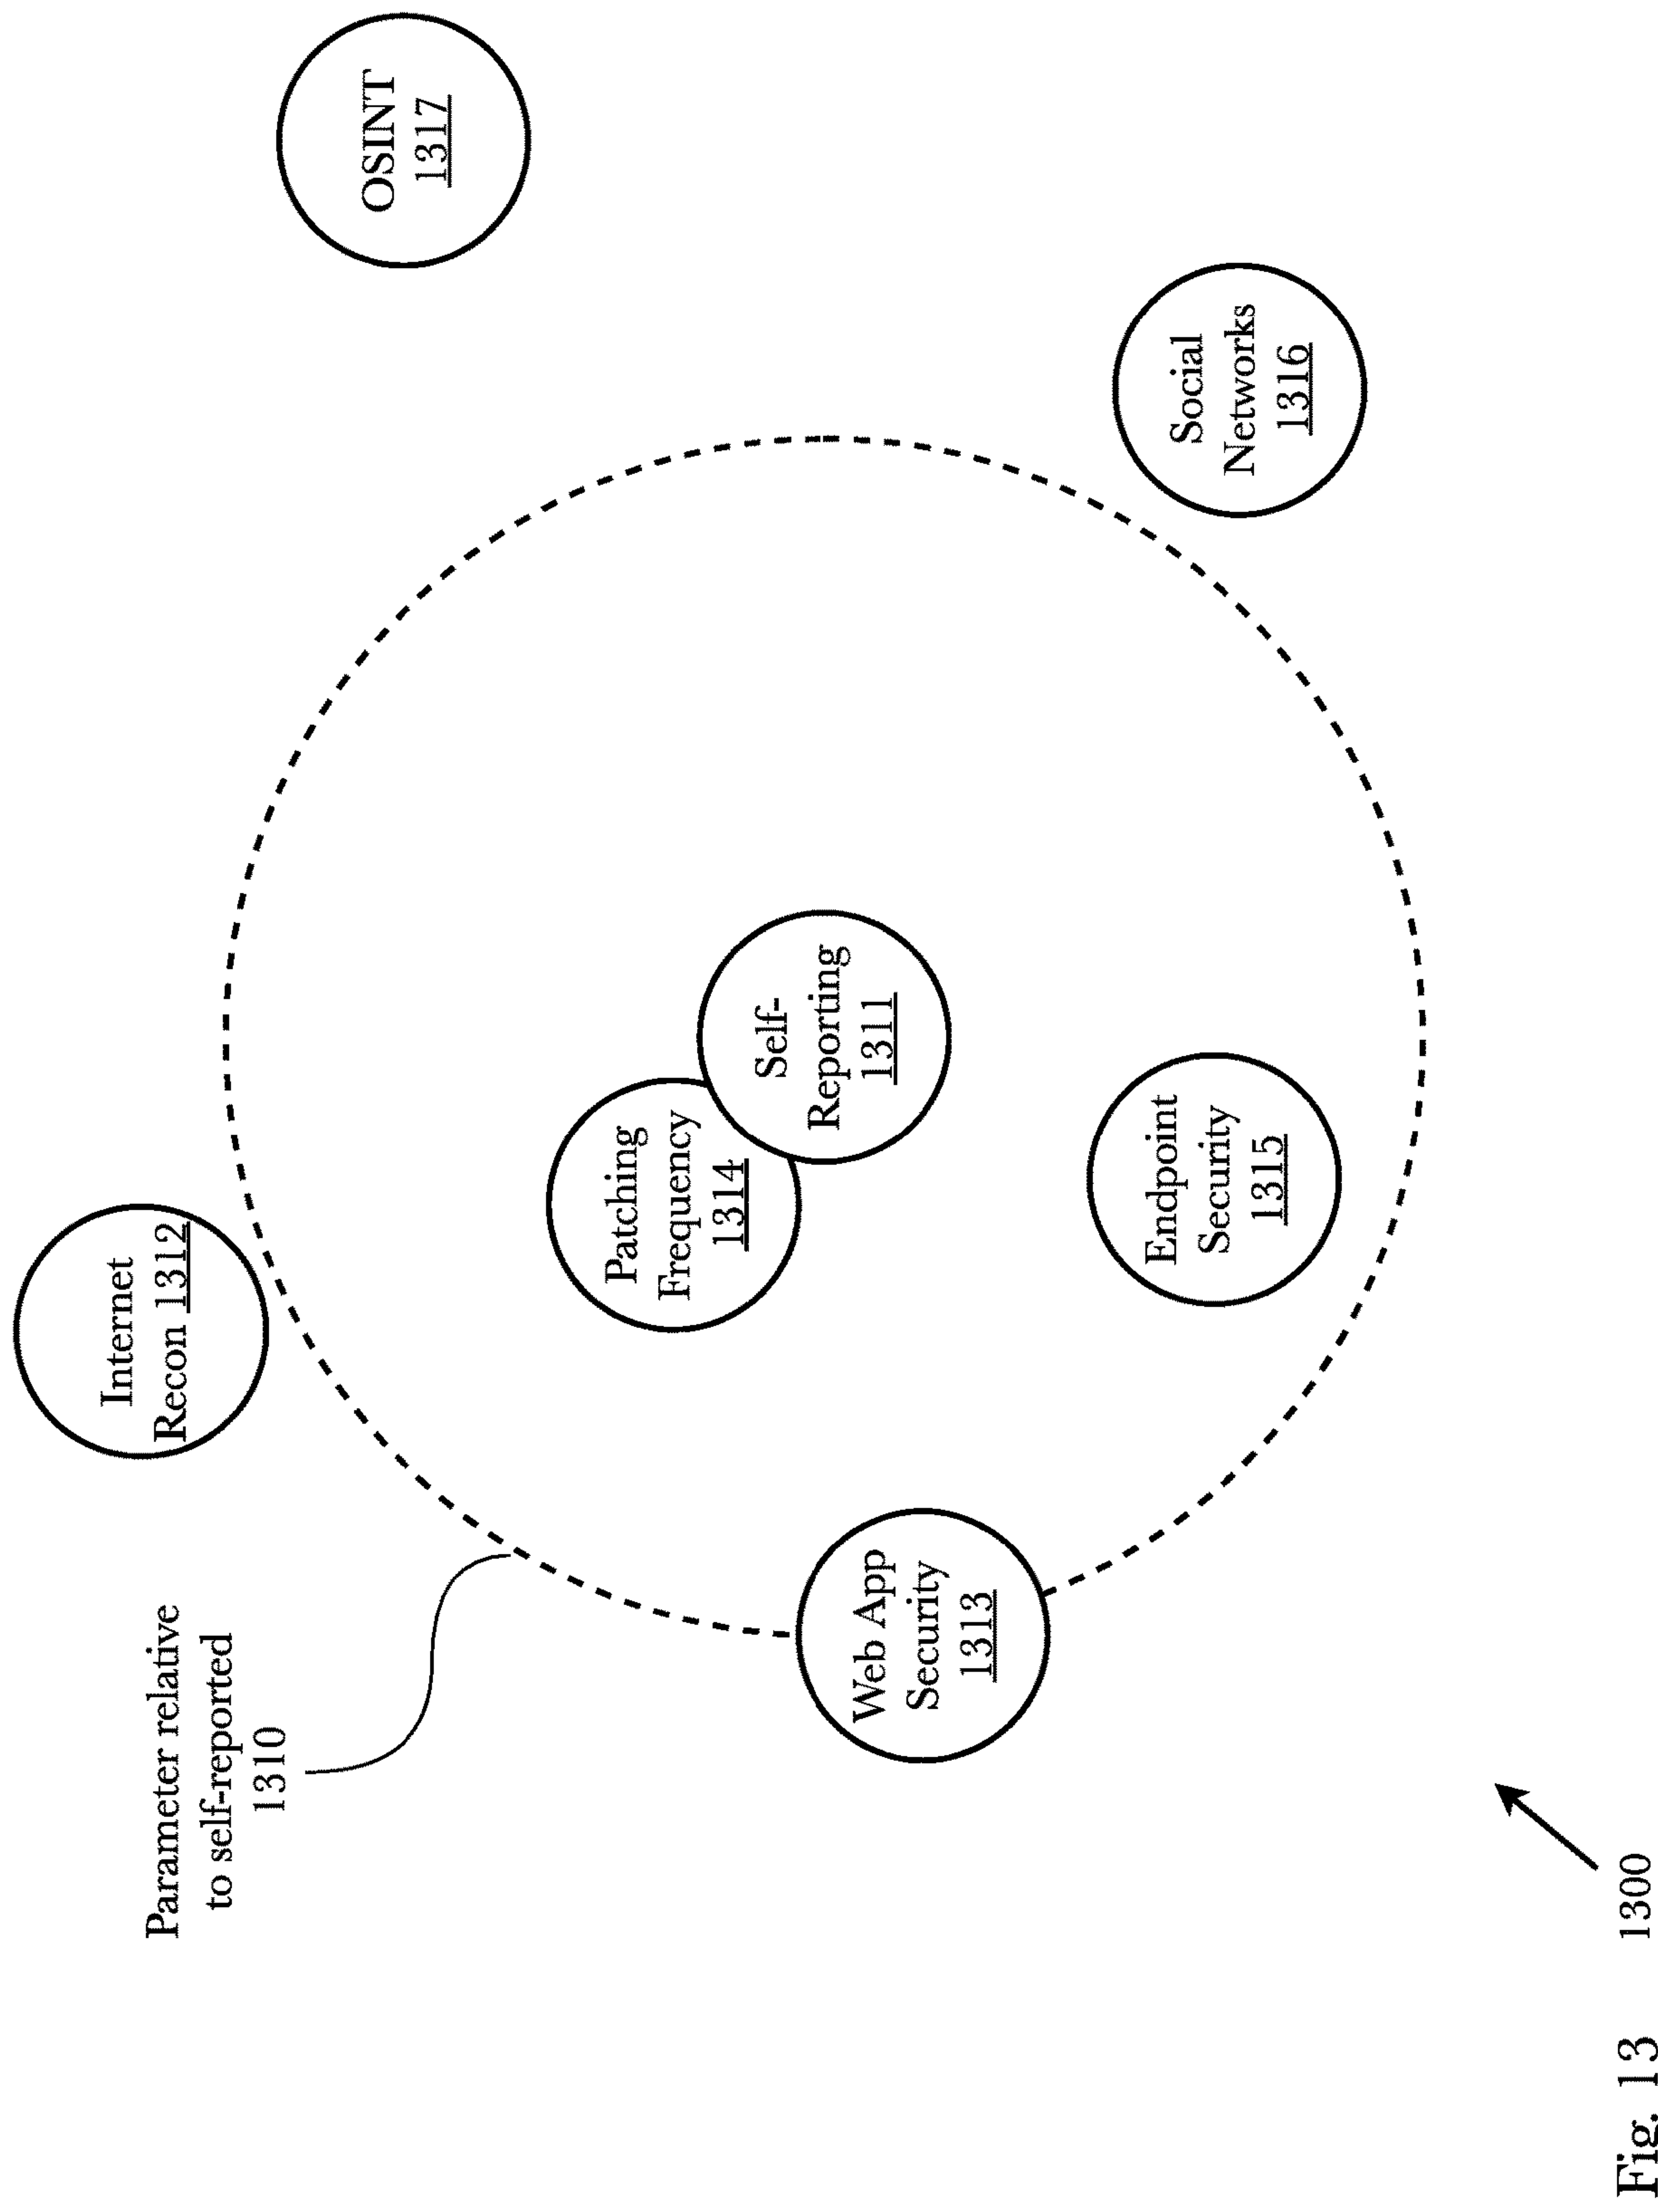 Parameter relative
to self-reported
1310
Internet
Recon 1312
OSINT
1317
Patching
Frequency
1314
Self-
Reporting
1311
Web App
Security
1313
Endpoint
Security
1315
Social
Networks
1316
1300
Fig. 13